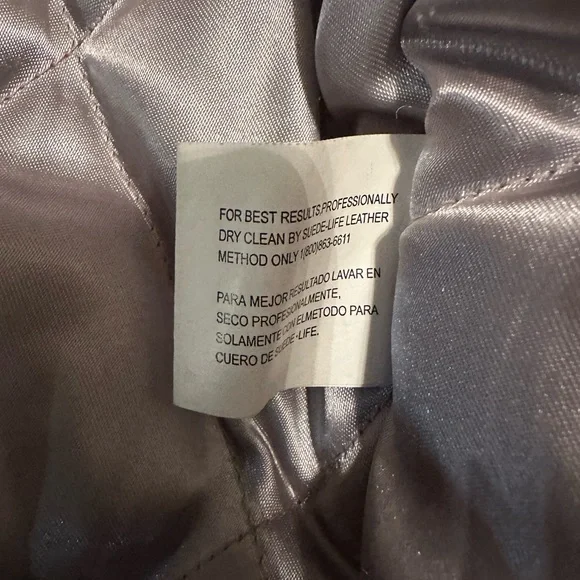 FOR BEST RESULTS,PROFESSIONALLY
DRY CLEAN BY SUEDE-LIFE LEATHER
METHOD ONLY 1(800)863-6611
PARA MEJOR RESULTADO LAVAR EN
SECO PROFESIONALMENTE,
SOLAMENTE CON ELMETODO PARA
CUERO DE SUEDE-LIFE.